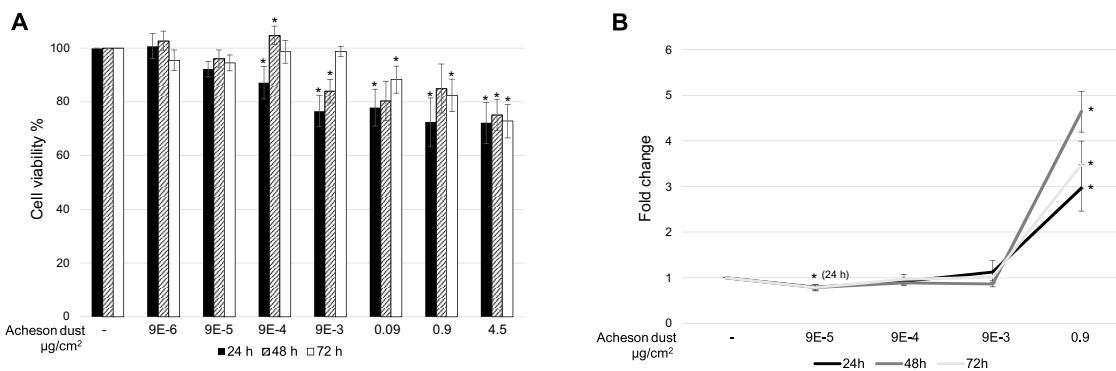 A
Cell viability %
120
100
80
60
40
20
0
* * * * * * * * * * * *
Acheson dust
µg/cm²
- 9E-6 9E-5 9E-4 9E-3 0.09 0.9 4.5
24 h 48 h 72 h
B
Fold change
6
5
4
3
2
1
0
* (24 h)
*
*
*
Acheson dust
µg/cm²
- 9E-5 9E-4 9E-3 0.9
24h 48h 72h